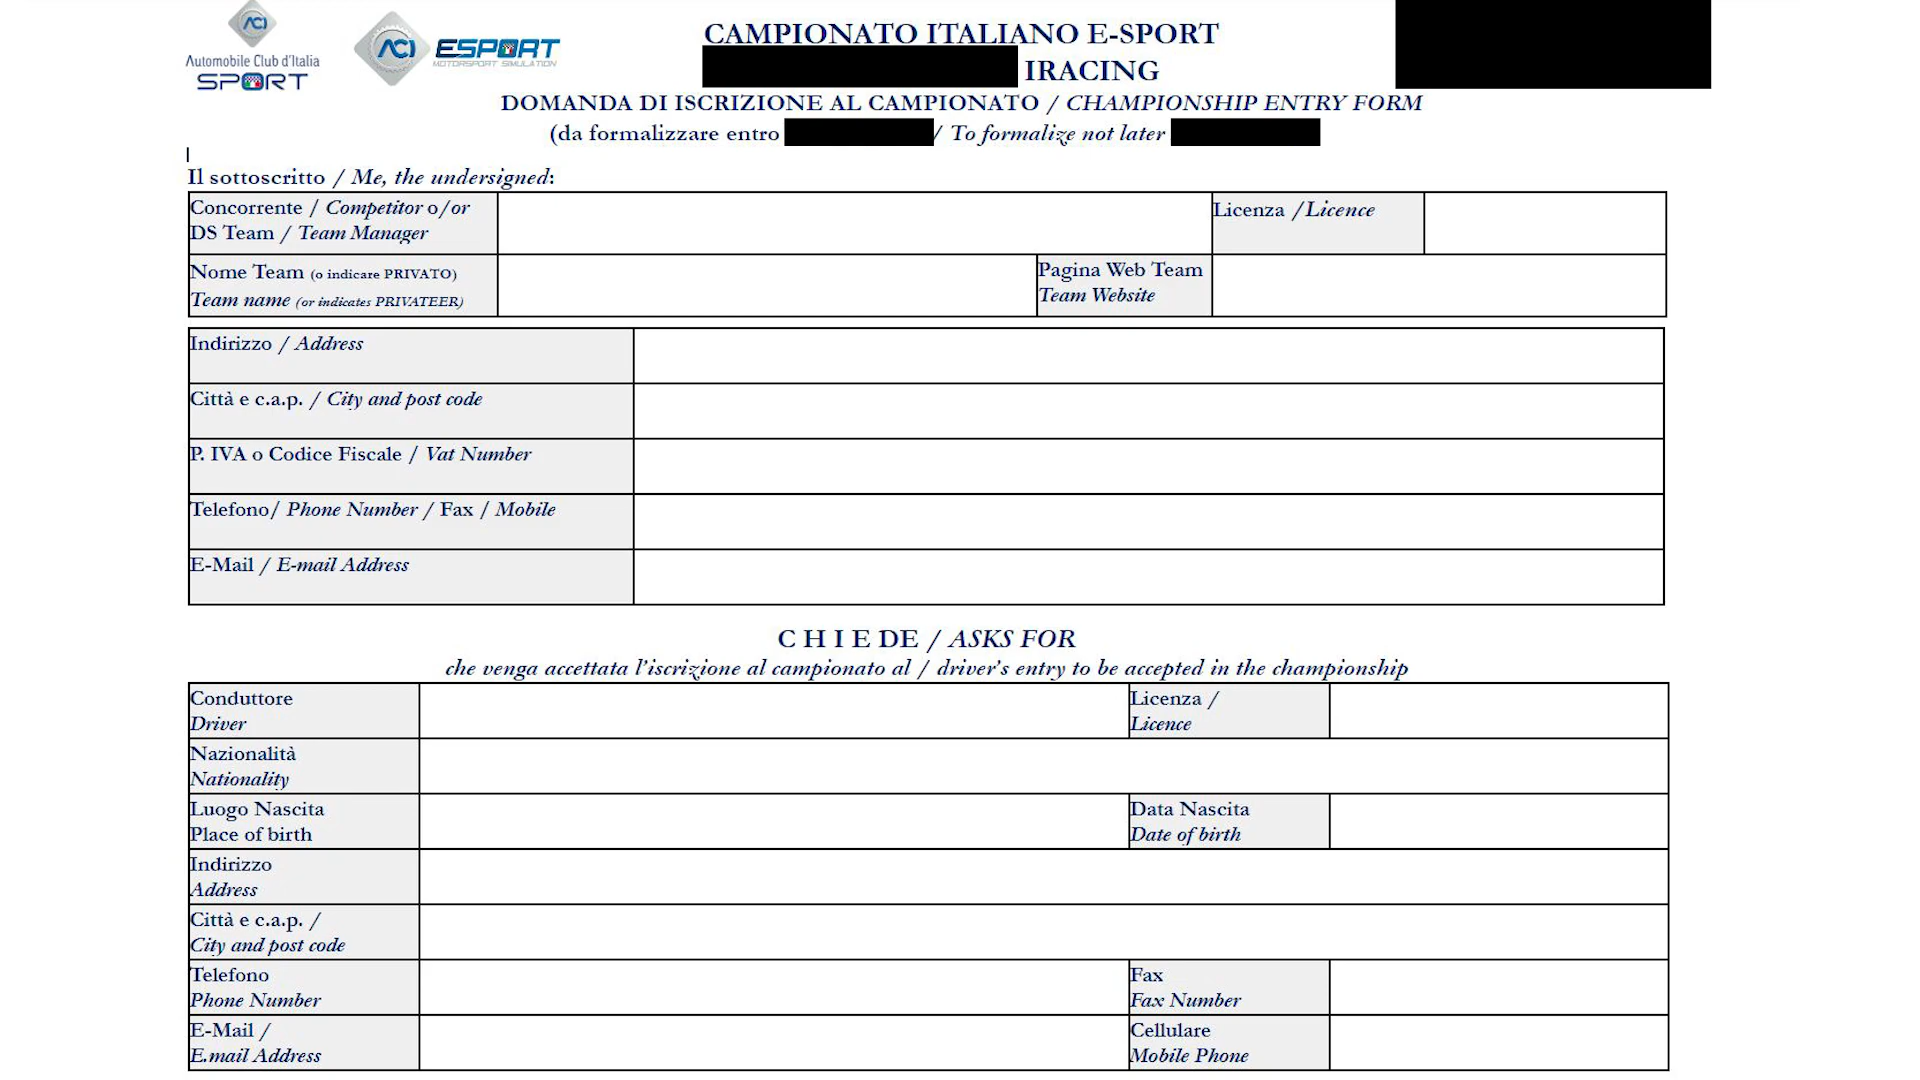 ACI
Automobile Club d'Italia
SPORT
ACI ESPORT
MOTORSPORT SIMULATION
CAMPIONATO ITALIANO E-SPORT
IRACING
DOMANDA DI ISCRIZIONE AL CAMPIONATO / CHAMPIONSHIP ENTRY FORM
(da formalizzare entro / To formalize not later
Il sottoscritto / Me, the undersigned:
Concorrente / Competitor o/or
DS Team / Team Manager
Licenza /Licence
Nome Team (o indicare PRIVATO)
Team name (or indicates PRIVATEER)
Pagina Web Team
Team Website
Indirizzo / Address
Città e c.a.p. / City and post code
P. IVA o Codice Fiscale / Vat Number
Telefono/ Phone Number / Fax / Mobile
E-Mail / E-mail Address
C H I E DE / ASKS FOR
che venga accettata l'iscrizione al campionato al / driver's entry to be accepted in the championship
Conduttore
Driver
Licenza /
Licence
Nazionalità
Nationality
Luogo Nascita
Place of birth
Data Nascita
Date of birth
Indirizzo
Address
Città e c.a.p. /
City and post code
Telefono
Phone Number
Fax
Fax Number
E-Mail /
E.mail Address
Cellulare
Mobile Phone